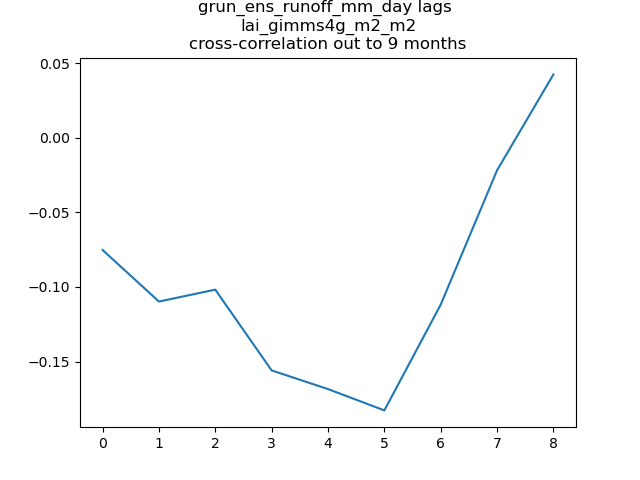 grun_ens_runoff_mm_day lags
lai_gimms4g_m2_m2
cross-correlation out to 9 months
0.05
0.00
−0.05
−0.10
−0.15
0 1 2 3 4 5 6 7 8